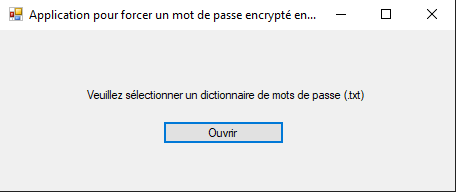 Application pour forcer un mot de passe encrypté en...
Veuillez sélectionner un dictionnaire de mots de passe (.txt)
Ouvrir